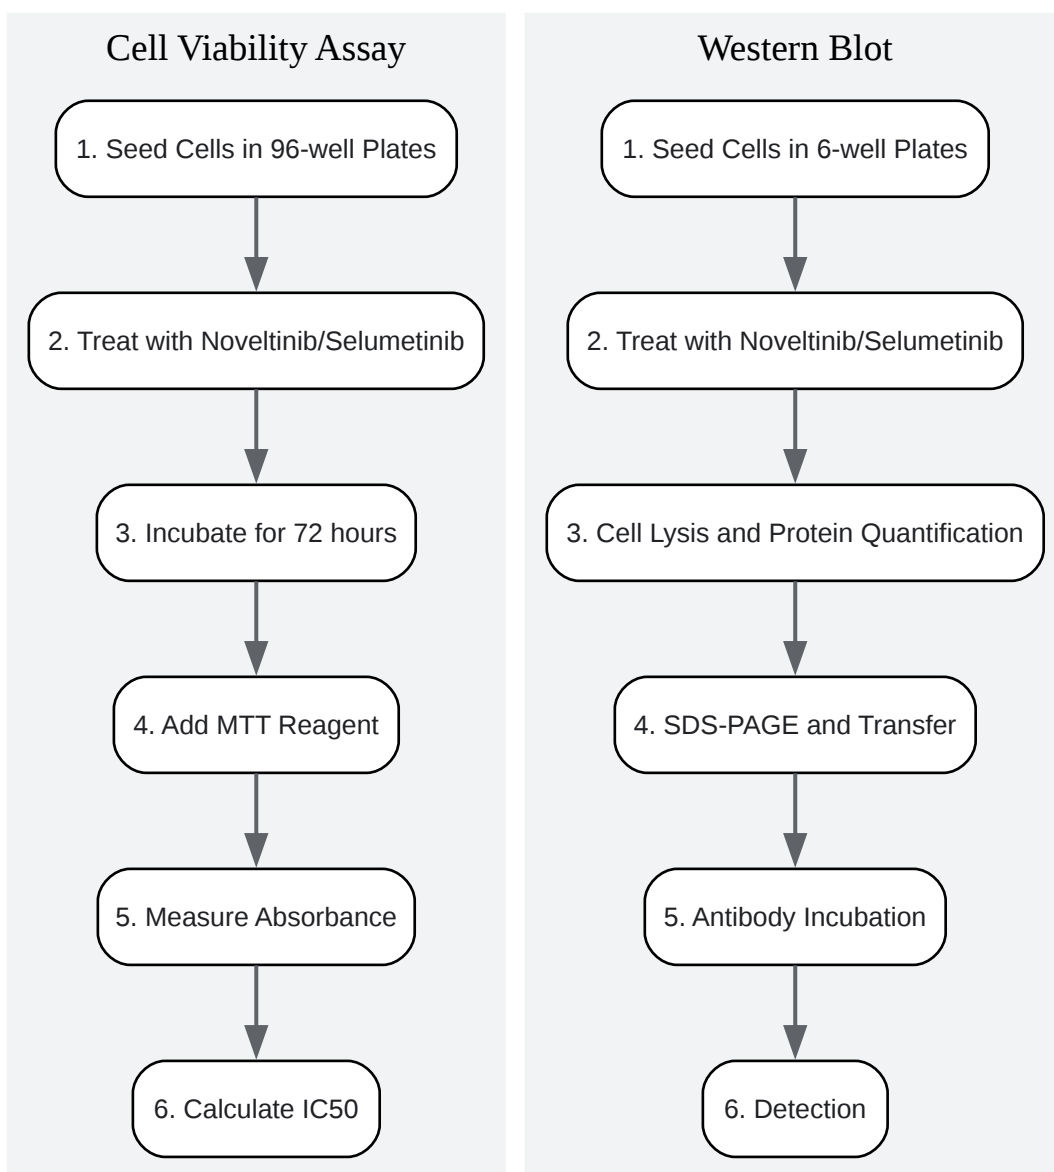 Cell Viability Assay
1. Seed Cells in 96-well Plates
2. Treat with Noveltinib/Selumetinib
3. Incubate for 72 hours
4. Add MTT Reagent
5. Measure Absorbance
6. Calculate IC50
Western Blot
1. Seed Cells in 6-well Plates
2. Treat with Noveltinib/Selumetinib
3. Cell Lysis and Protein Quantification
4. SDS-PAGE and Transfer
5. Antibody Incubation
6. Detection